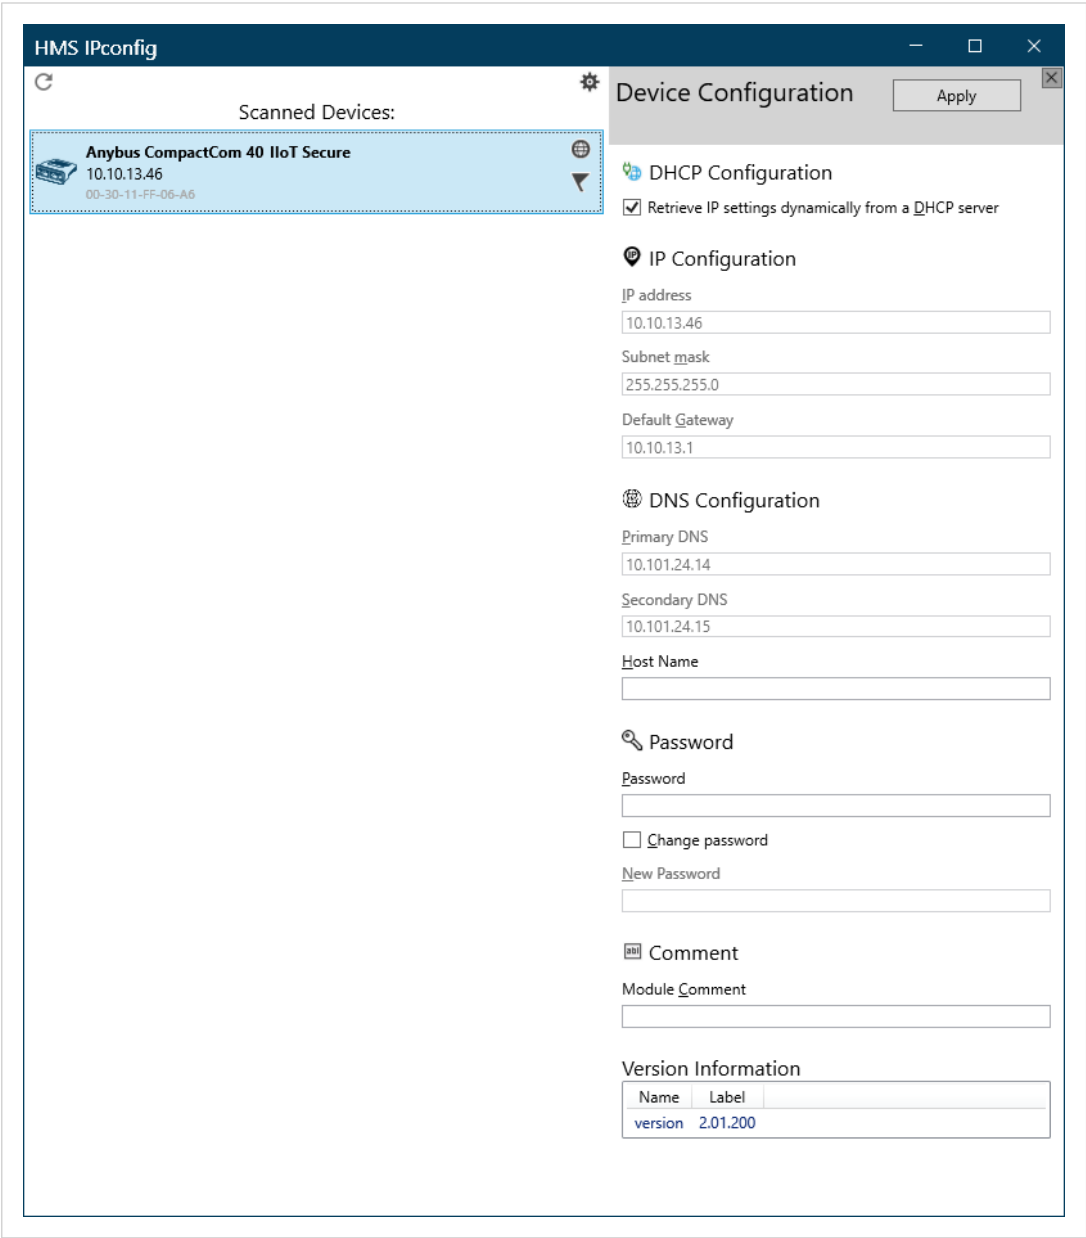 HMS IPconfig
Scanned Devices:
Anybus CompactCom 40 IIoT Secure
10.10.13.46
00-30-11-FF-06-A6
Device Configuration
Apply
DHCP Configuration
Retrieve IP settings dynamically from a DHCP server
IP
IP Configuration
IP address
10.10.13.46
Subnet mask
255.255.255.0
Default Gateway
10.10.13.1
DNS Configuration
Primary DNS
10.101.24.14
Secondary DNS
10.101.24.15
Host Name
Password
Password
Change password
New Password
abl
Comment
Module Comment
Version Information
Name Label
version 2.01.200